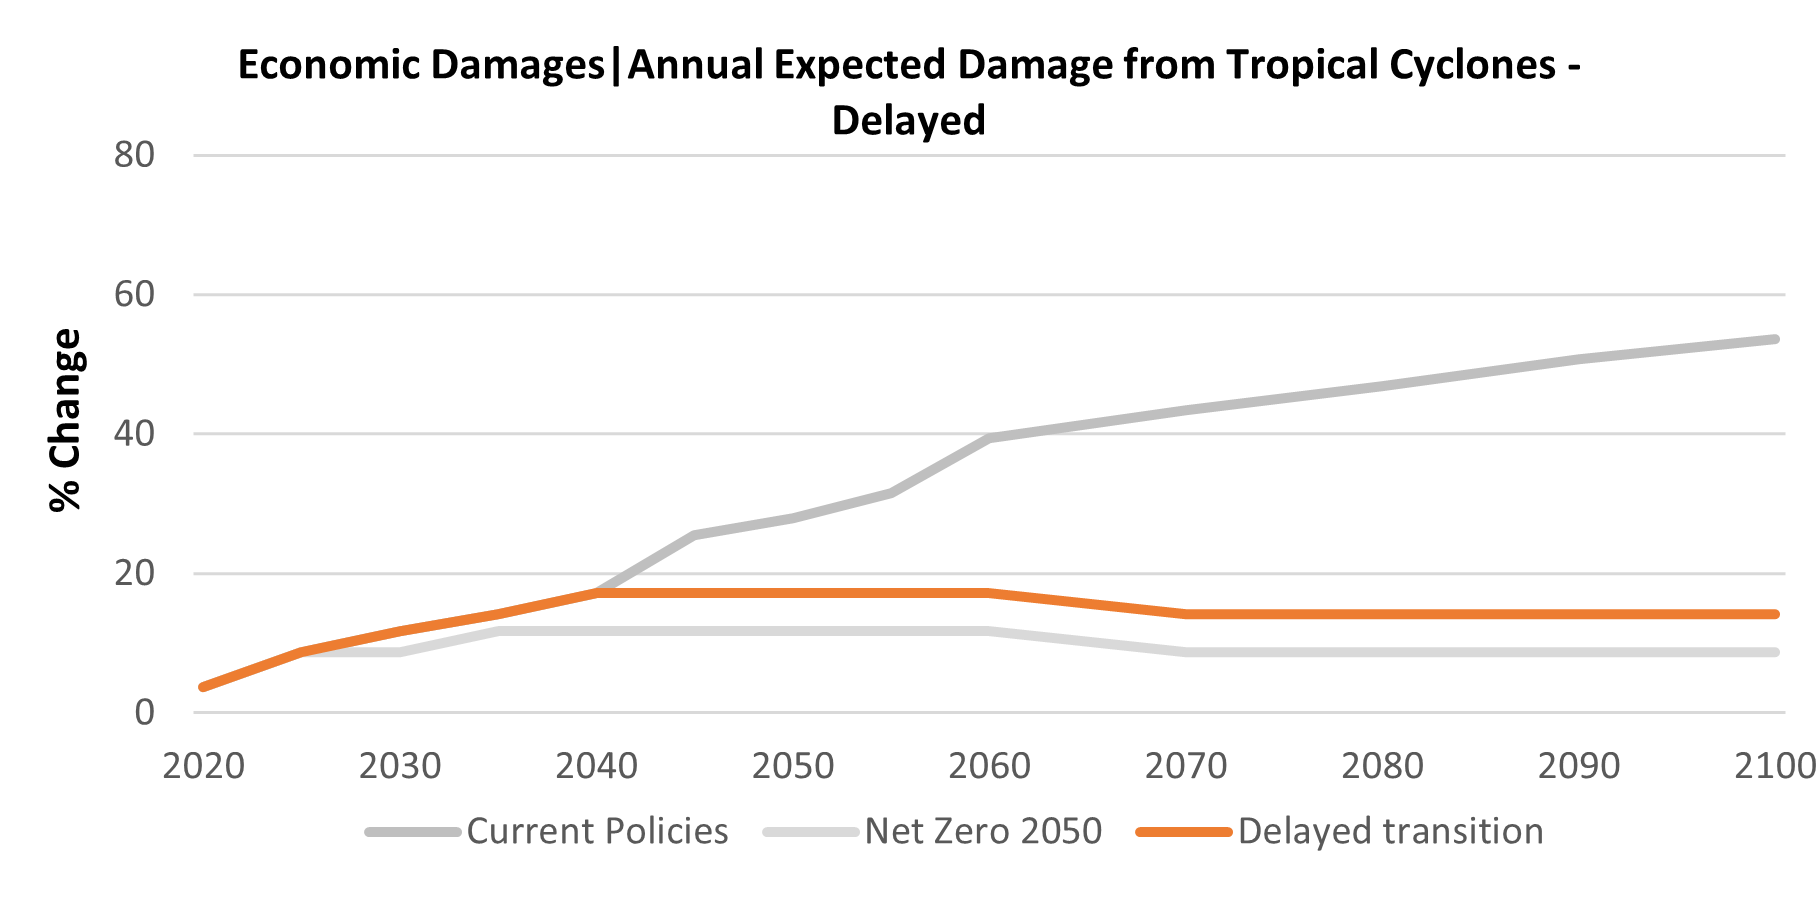 Economic Damages|Annual Expected Damage from Tropical Cyclones -
Delayed
% Change
80
60
40
20
0
2020 2030 2040 2050 2060 2070 2080 2090 2100
Current Policies Net Zero 2050 Delayed transition